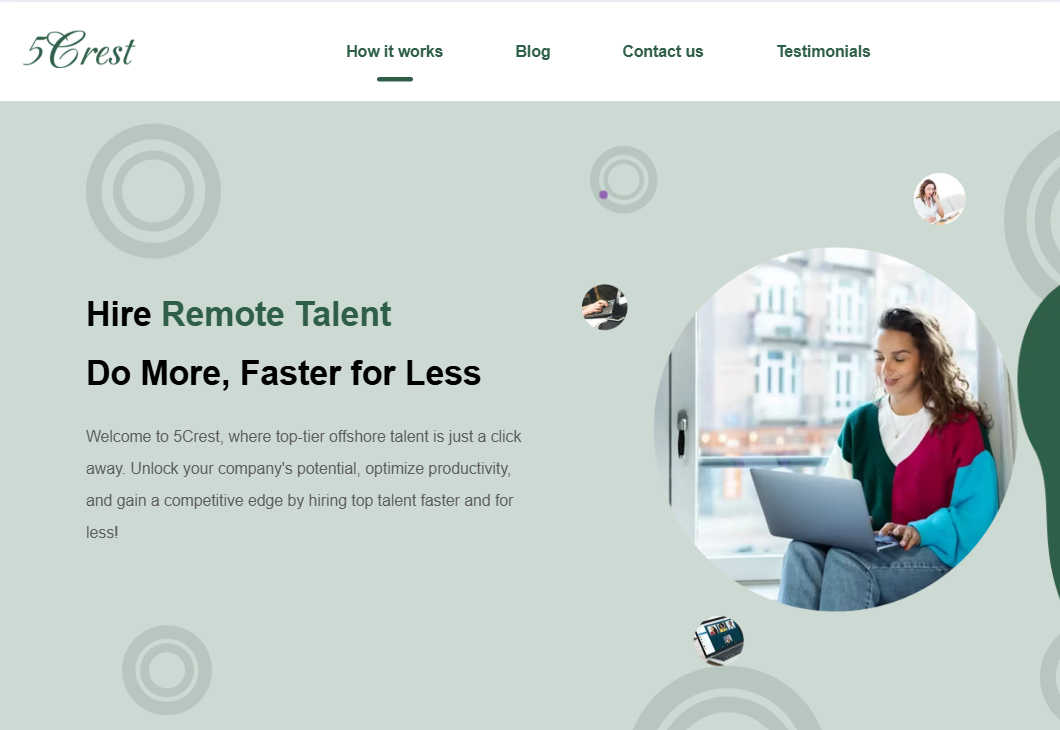 5Crest
How it works
Blog
Contact us
Testimonials
Hire Remote Talent
Do More, Faster for Less
Welcome to 5Crest, where top-tier offshore talent is just a click
away. Unlock your company's potential, optimize productivity,
and gain a competitive edge by hiring top talent faster and for
less!